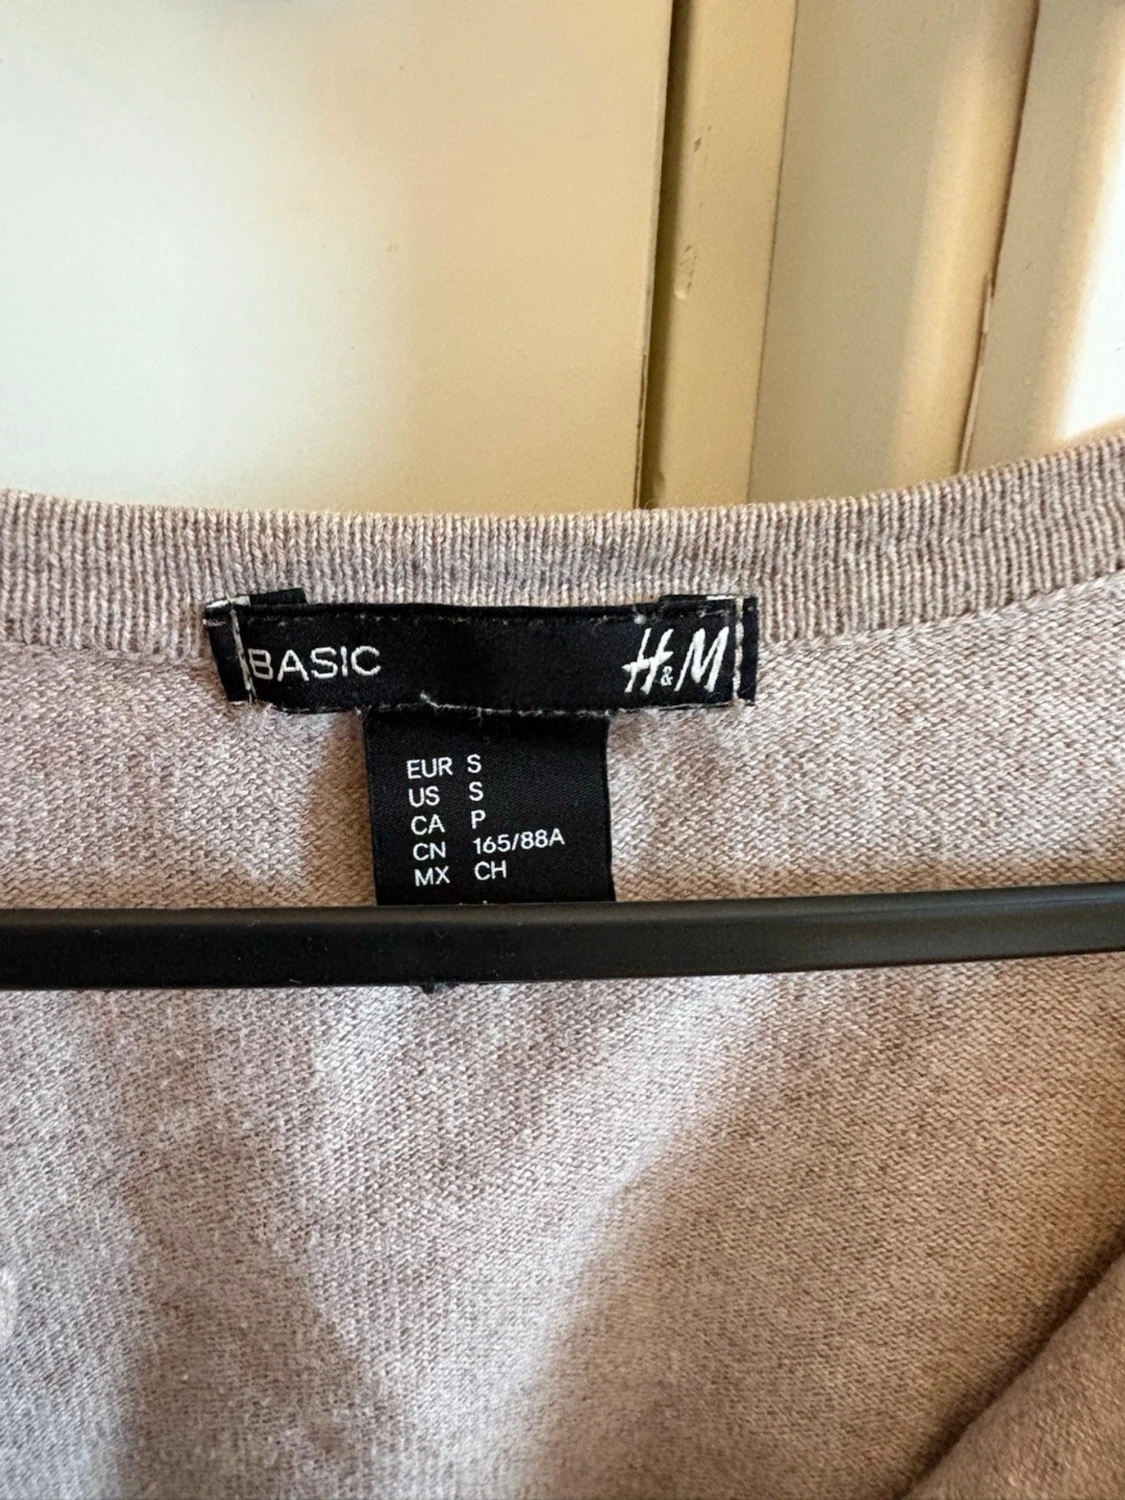 BASIC H&M
EUR S
US S
CA P
CN 165/88A
MX CH